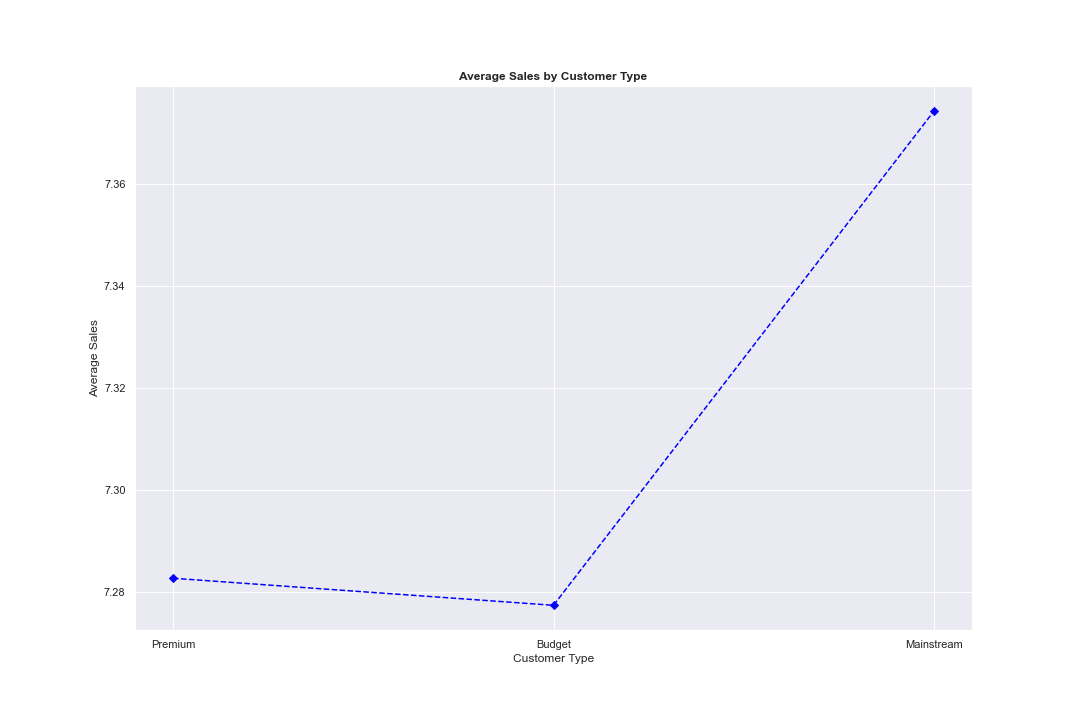 Average Sales by Customer Type
Average Sales
7.36
7.34
7.32
7.30
7.28
Premium
Budget
Mainstream
Customer Type